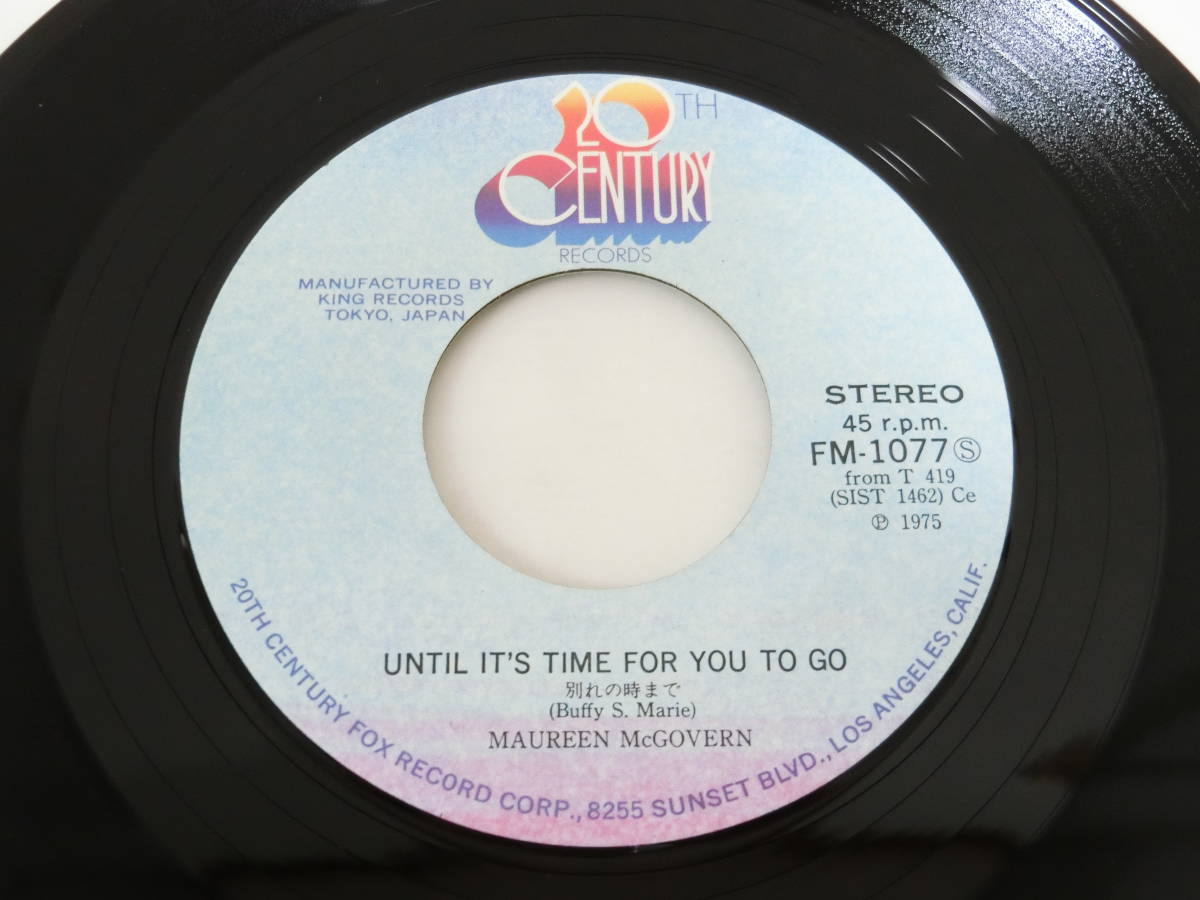 20TH
CENTURY
RECORDS
MANUFACTURED BY
KING RECORDS
TOKYO, JAPAN
STEREO
45 r.p.m.
FM-1077 Ⓢ
from T 419
(SIST 1462) Ce
Ⓟ 1975
UNTIL IT'S TIME FOR YOU TO GO
別れの時まで
(Buffy S. Marie)
MAUREEN McGOVERN
20TH CENTURY FOX RECORD CORP., 8255 SUNSET BLVD., LOS ANGELES, CALIF.